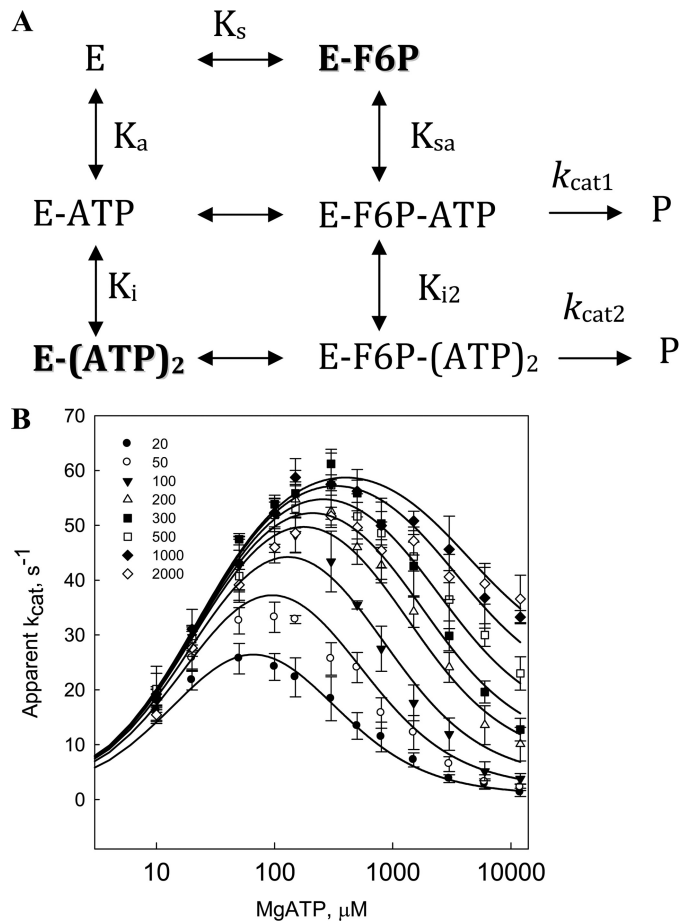 A
Ks
E E-F6P
Ka Ksa
kcat1
E-ATP E-F6P-ATP P
Ki Ki2
kcat2
E-(ATP)2 E-F6P-(ATP)2 P
B
70
60
50
40
30
20
10
0
Apparent kcat, s-1
20
50
100
200
300
500
1000
2000
10 100 1000 10000
MgATP, μM